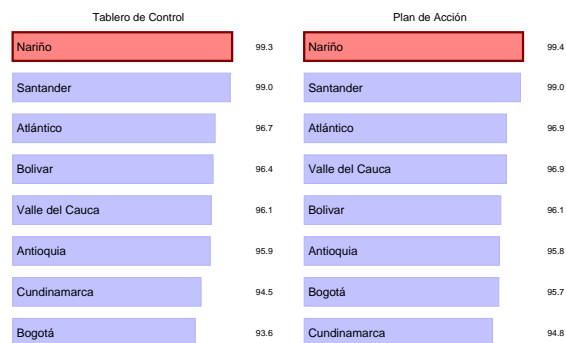 Tablero de Control
Nariño 99.3
Santander 99.0
Atlántico 96.7
Bolivar 96.4
Valle del Cauca 96.1
Antioquia 95.9
Cundinamarca 94.5
Bogotá 93.6
Plan de Acción
Nariño 99.4
Santander 99.0
Atlántico 96.9
Valle del Cauca 96.9
Bolivar 96.1
Antioquia 95.8
Bogotá 95.7
Cundinamarca 94.8